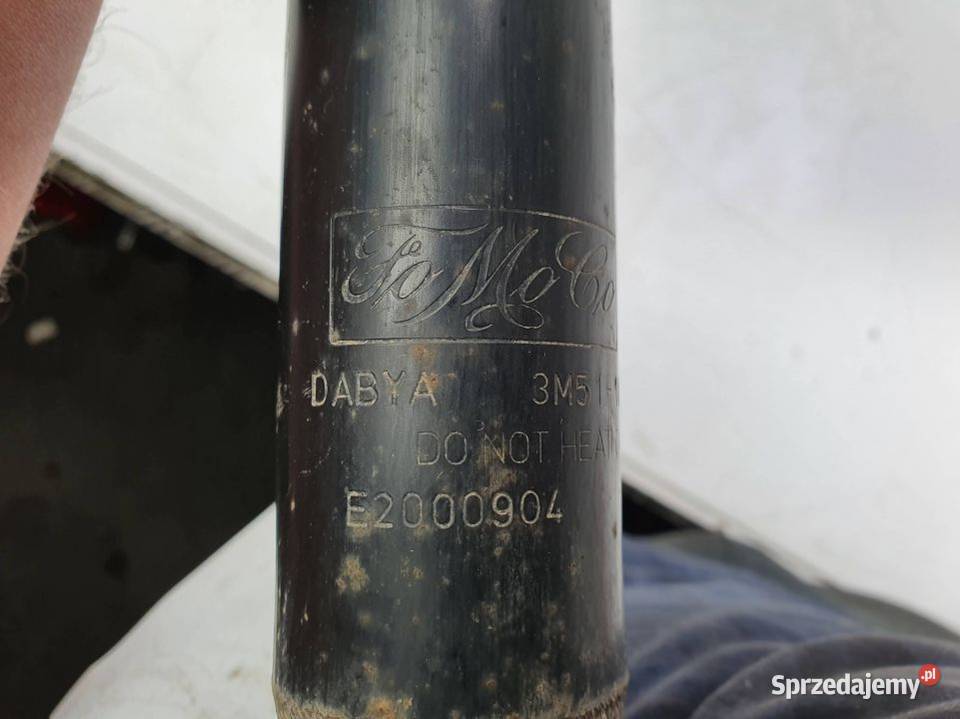 FoMoCo
DABYA 3M51-
DO NOT HEAT
E2000904
Sprzedajemy.pl